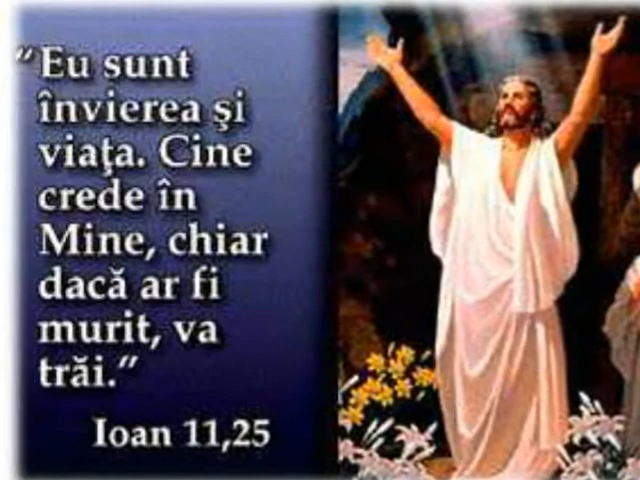 “Eu sunt
învierea şi
viaţa. Cine
crede în
Mine, chiar
dacă ar fi
murit, va
trăi.”
Ioan 11,25